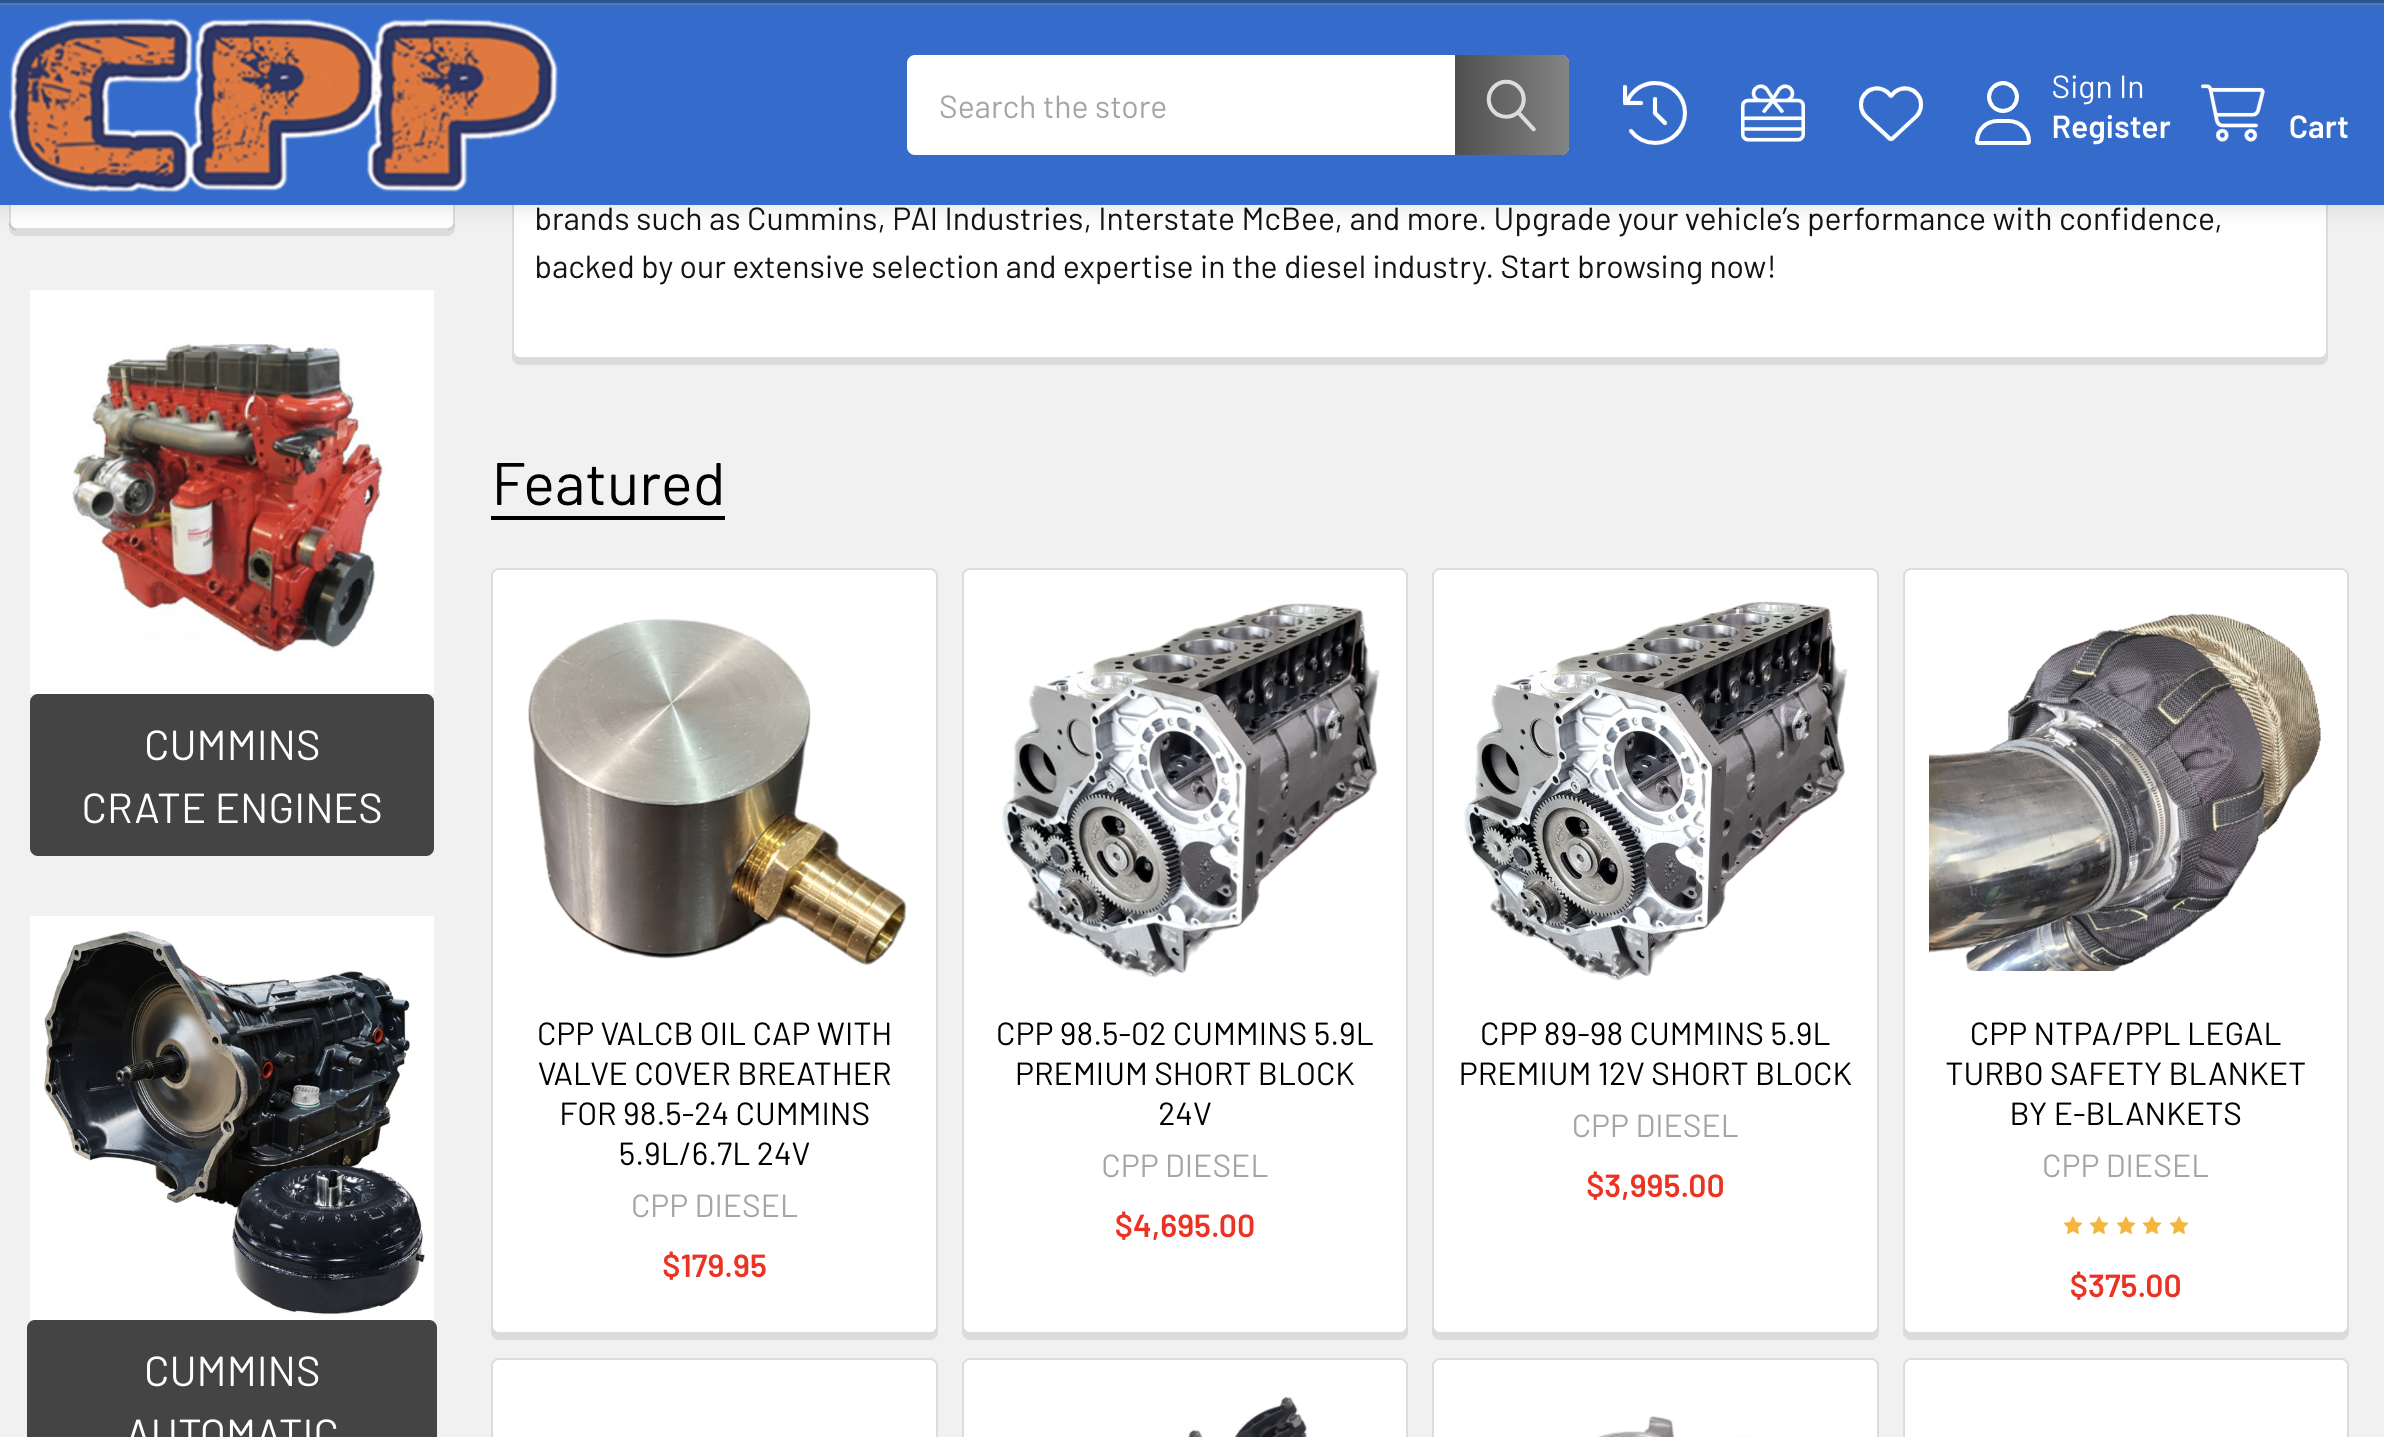 CPP
Search the store
Sign In
Register
Cart
brands such as Cummins, PAI Industries, Interstate McBee, and more. Upgrade your vehicle’s performance with confidence,
backed by our extensive selection and expertise in the diesel industry. Start browsing now!
CUMMINS
CRATE ENGINES
CUMMINS
AUTOMATIC
Featured
CPP VALCB OIL CAP WITH
VALVE COVER BREATHER
FOR 98.5-24 CUMMINS
5.9L/6.7L 24V
CPP DIESEL
$179.95
CPP 98.5-02 CUMMINS 5.9L
PREMIUM SHORT BLOCK
24V
CPP DIESEL
$4,695.00
CPP 89-98 CUMMINS 5.9L
PREMIUM 12V SHORT BLOCK
CPP DIESEL
$3,995.00
CPP NTPA/PPL LEGAL
TURBO SAFETY BLANKET
BY E-BLANKETS
CPP DIESEL
$375.00